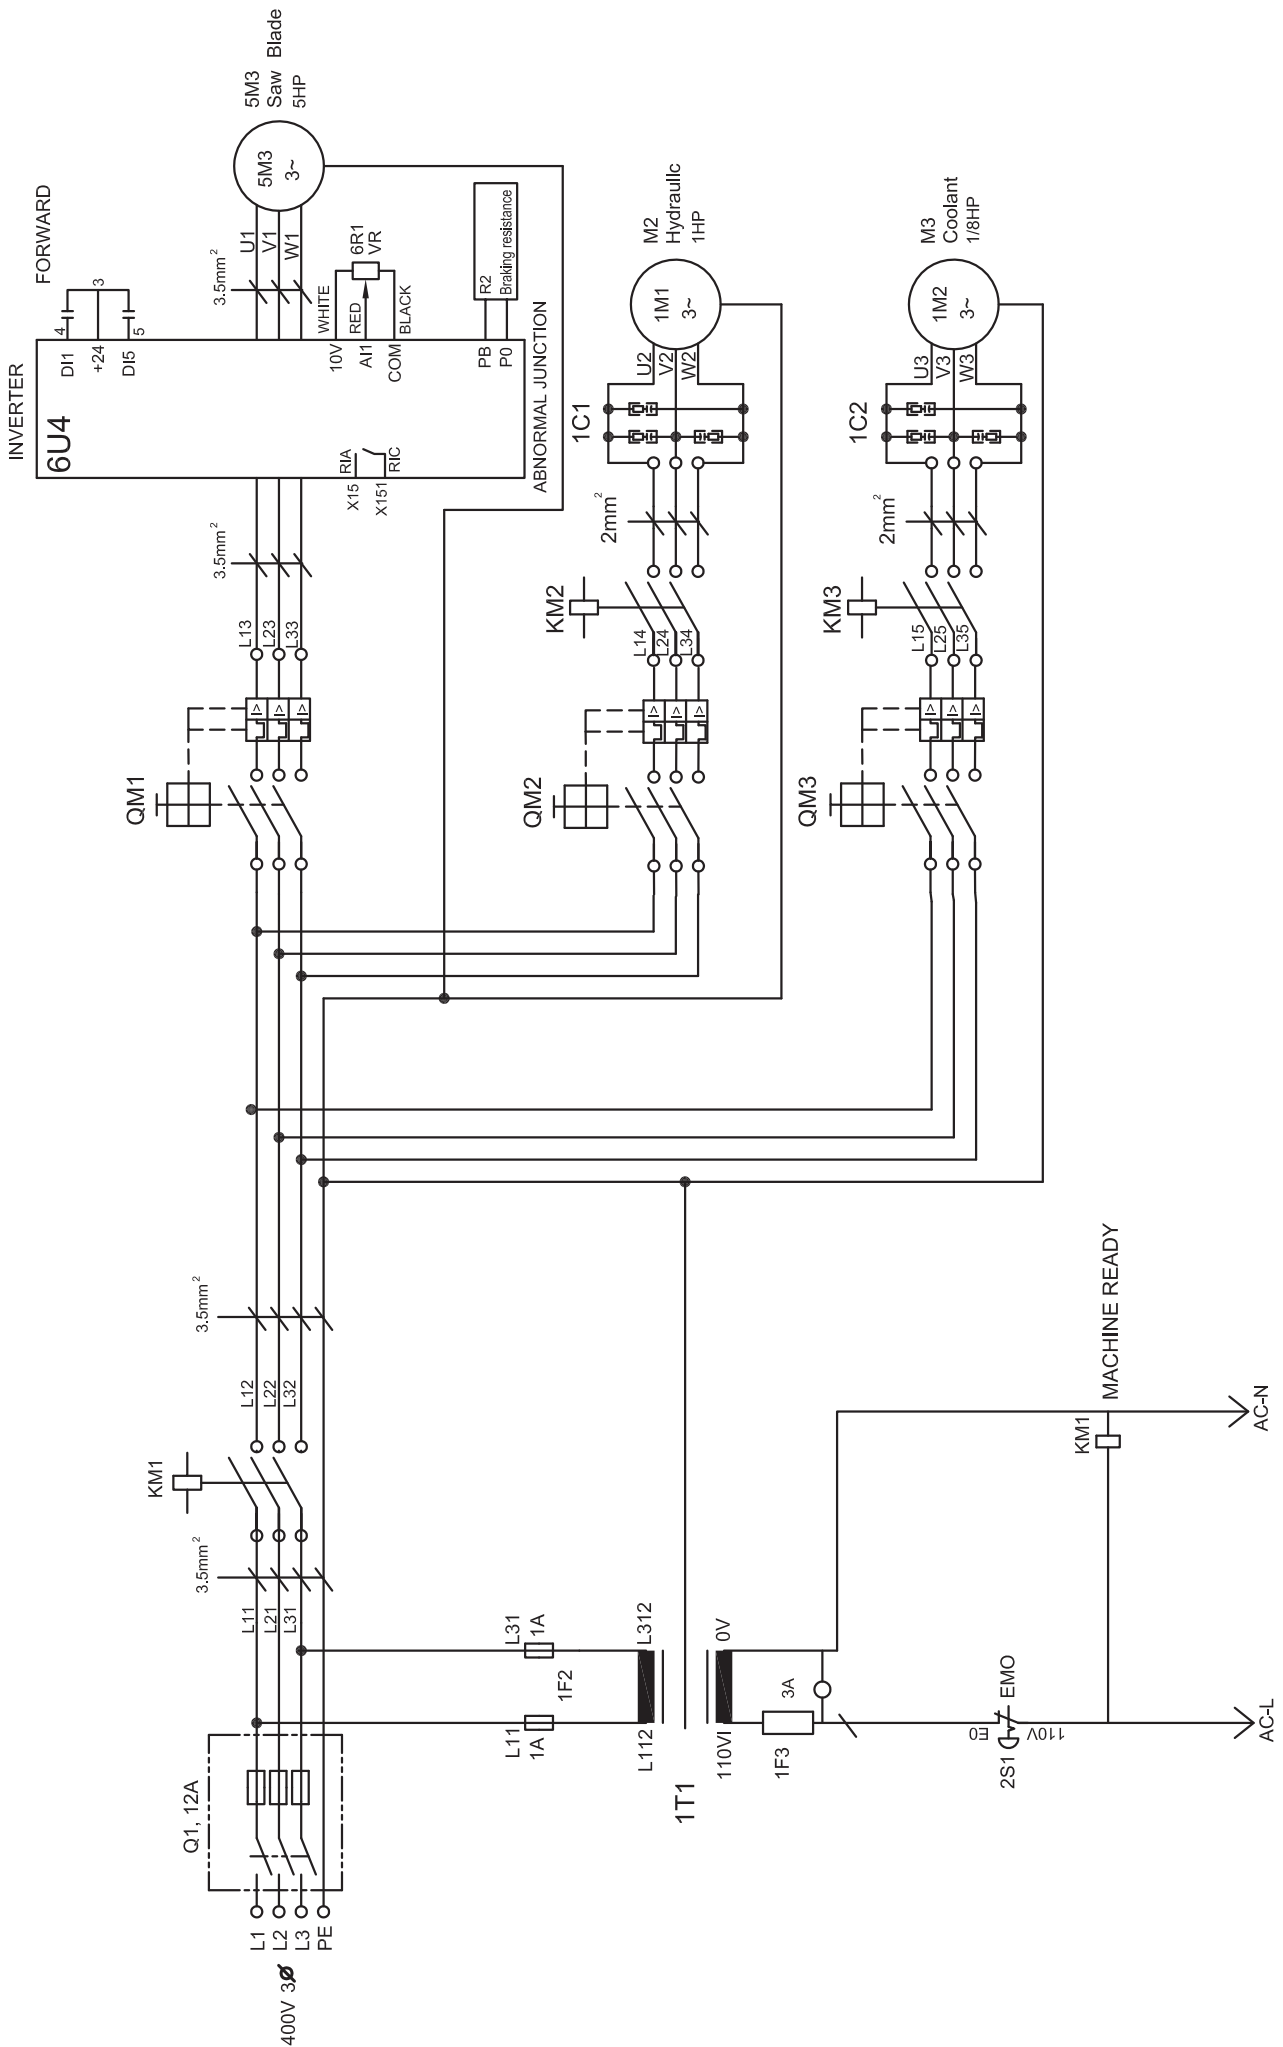 400V 3Ø
L1
L2
L3
PE
Q1, 12A
L11
L21
L31
3.5mm²
KM1
L12
L22
L32
3.5mm²
QM1
L13
L23
L33
3.5mm²
INVERTER
6U4
FORWARD
DI1
+24
DI5
4
3
5
3.5mm²
U1
V1
W1
5M3
3~
5M3
Saw Blade
5HP
10V
AI1
COM
WHITE
RED
BLACK
6R1
VR
X15
X151
RIA
RIC
PB
P0
R2
Braking resistance
ABNORMAL JUNCTION
QM2
L14
L24
L34
KM2
2mm²
1C1
U2
V2
W2
1M1
3~
M2
Hydraulic
1HP
QM3
L15
L25
L35
KM3
2mm²
1C2
U3
V3
W3
1M2
3~
M3
Coolant
1/8HP
I>
I>
I>
I>
I>
I>
I>
I>
I>
L11
1A
1F2
L31
1A
L112
L312
1T1
110VI
0V
1F3
3A
2S1
EMO
E0
110V
KM1
MACHINE READY
AC-L
AC-N